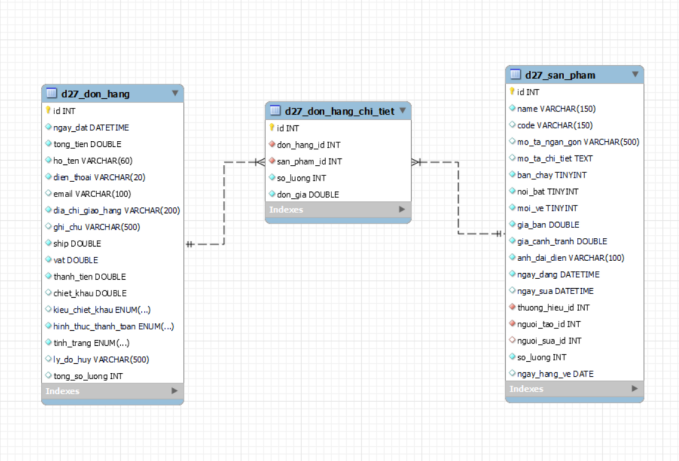 d27_don_hang
id INT
ngay_dat DATETIME
tong_tien DOUBLE
ho_ten VARCHAR(60)
dien_thoai VARCHAR(20)
email VARCHAR(100)
dia_chi_giao_hang VARCHAR(200)
ghi_chu VARCHAR(500)
ship DOUBLE
vat DOUBLE
thanh_tien DOUBLE
chiet_khau DOUBLE
kieu_chiet_khau ENUM(...)
hinh_thuc_thanh_toan ENUM(...)
tinh_trang ENUM(...)
ly_do_huy VARCHAR(500)
tong_so_luong INT
Indexes
d27_don_hang_chi_tiet
id INT
don_hang_id INT
san_pham_id INT
so_luong INT
don_gia DOUBLE
Indexes
d27_san_pham
id INT
name VARCHAR(150)
code VARCHAR(150)
mo_ta_ngan_gon VARCHAR(500)
mo_ta_chi_tiet TEXT
ban_chay TINYINT
noi_bat TINYINT
moi_ve TINYINT
gia_ban DOUBLE
gia_canh_tranh DOUBLE
anh_dai_dien VARCHAR(100)
ngay_dang DATETIME
ngay_sua DATETIME
thuong_hieu_id INT
nguoi_tao_id INT
nguoi_sua_id INT
so_luong INT
ngay_hang_ve DATE
Indexes